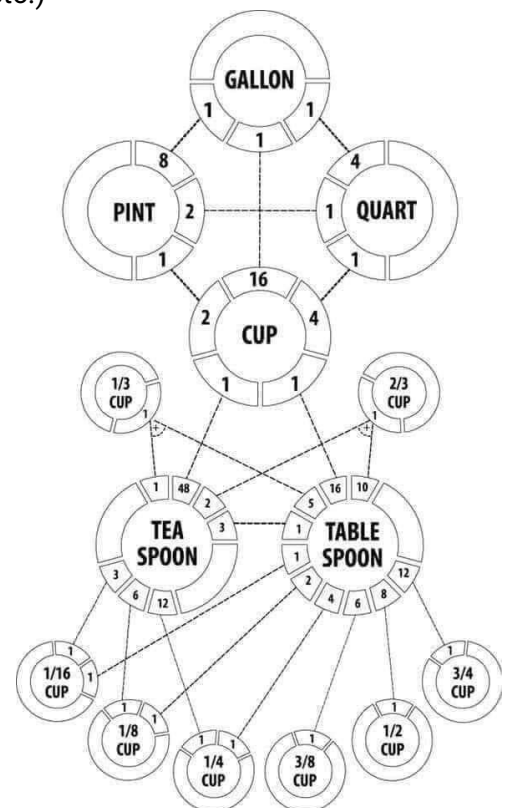 GALLON
1 1 1
8 4
PINT 2 1 QUART
1 1
16
2 4
CUP
1 1
1/3
CUP
1
2/3
CUP
1
+ +
1 48 2 3
TEA
SPOON
3 6 12
5 16 10
1
1
TABLE
SPOON
2 4 6 8 12
1
1/16
CUP
1
1 1
1/8
CUP
1 1
1/4
CUP
1
3/8
CUP
1
1/2
CUP
1
3/4
CUP